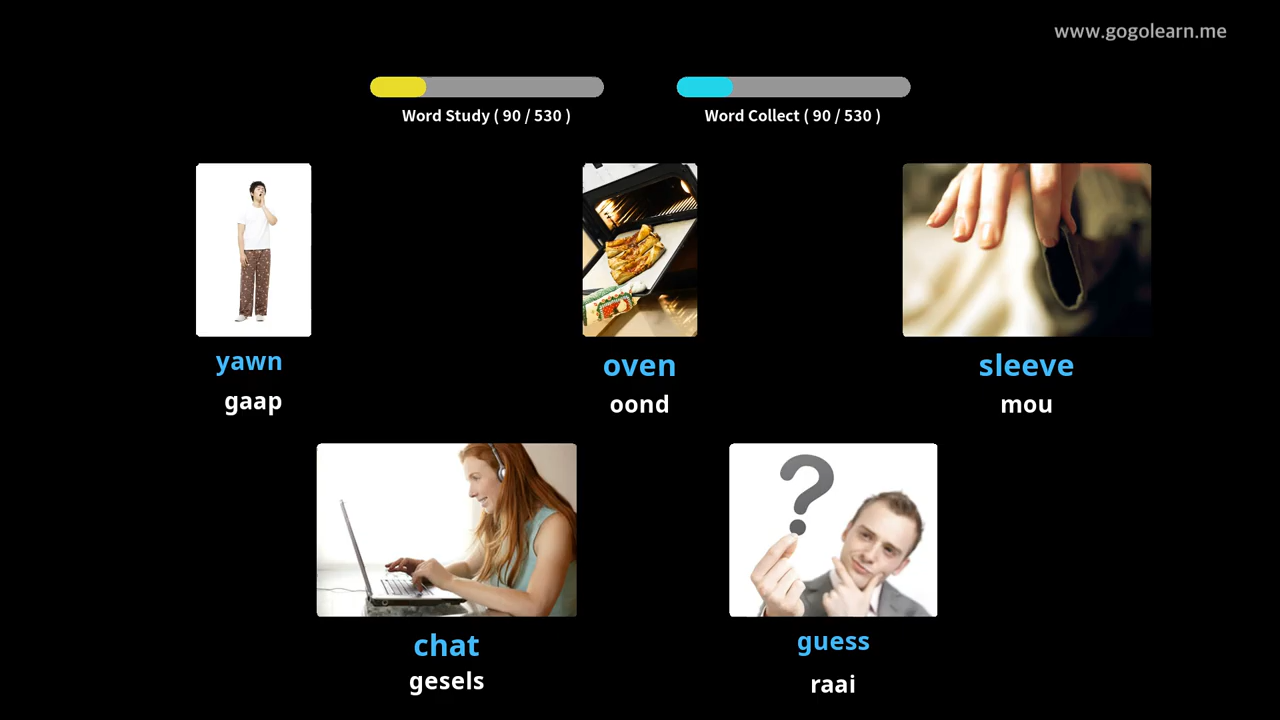 www.gogolearn.me
Word Study ( 90 / 530 )
Word Collect ( 90 / 530 )
yawn
gaap
oven
oond
sleeve
mou
chat
gesels
guess
raai